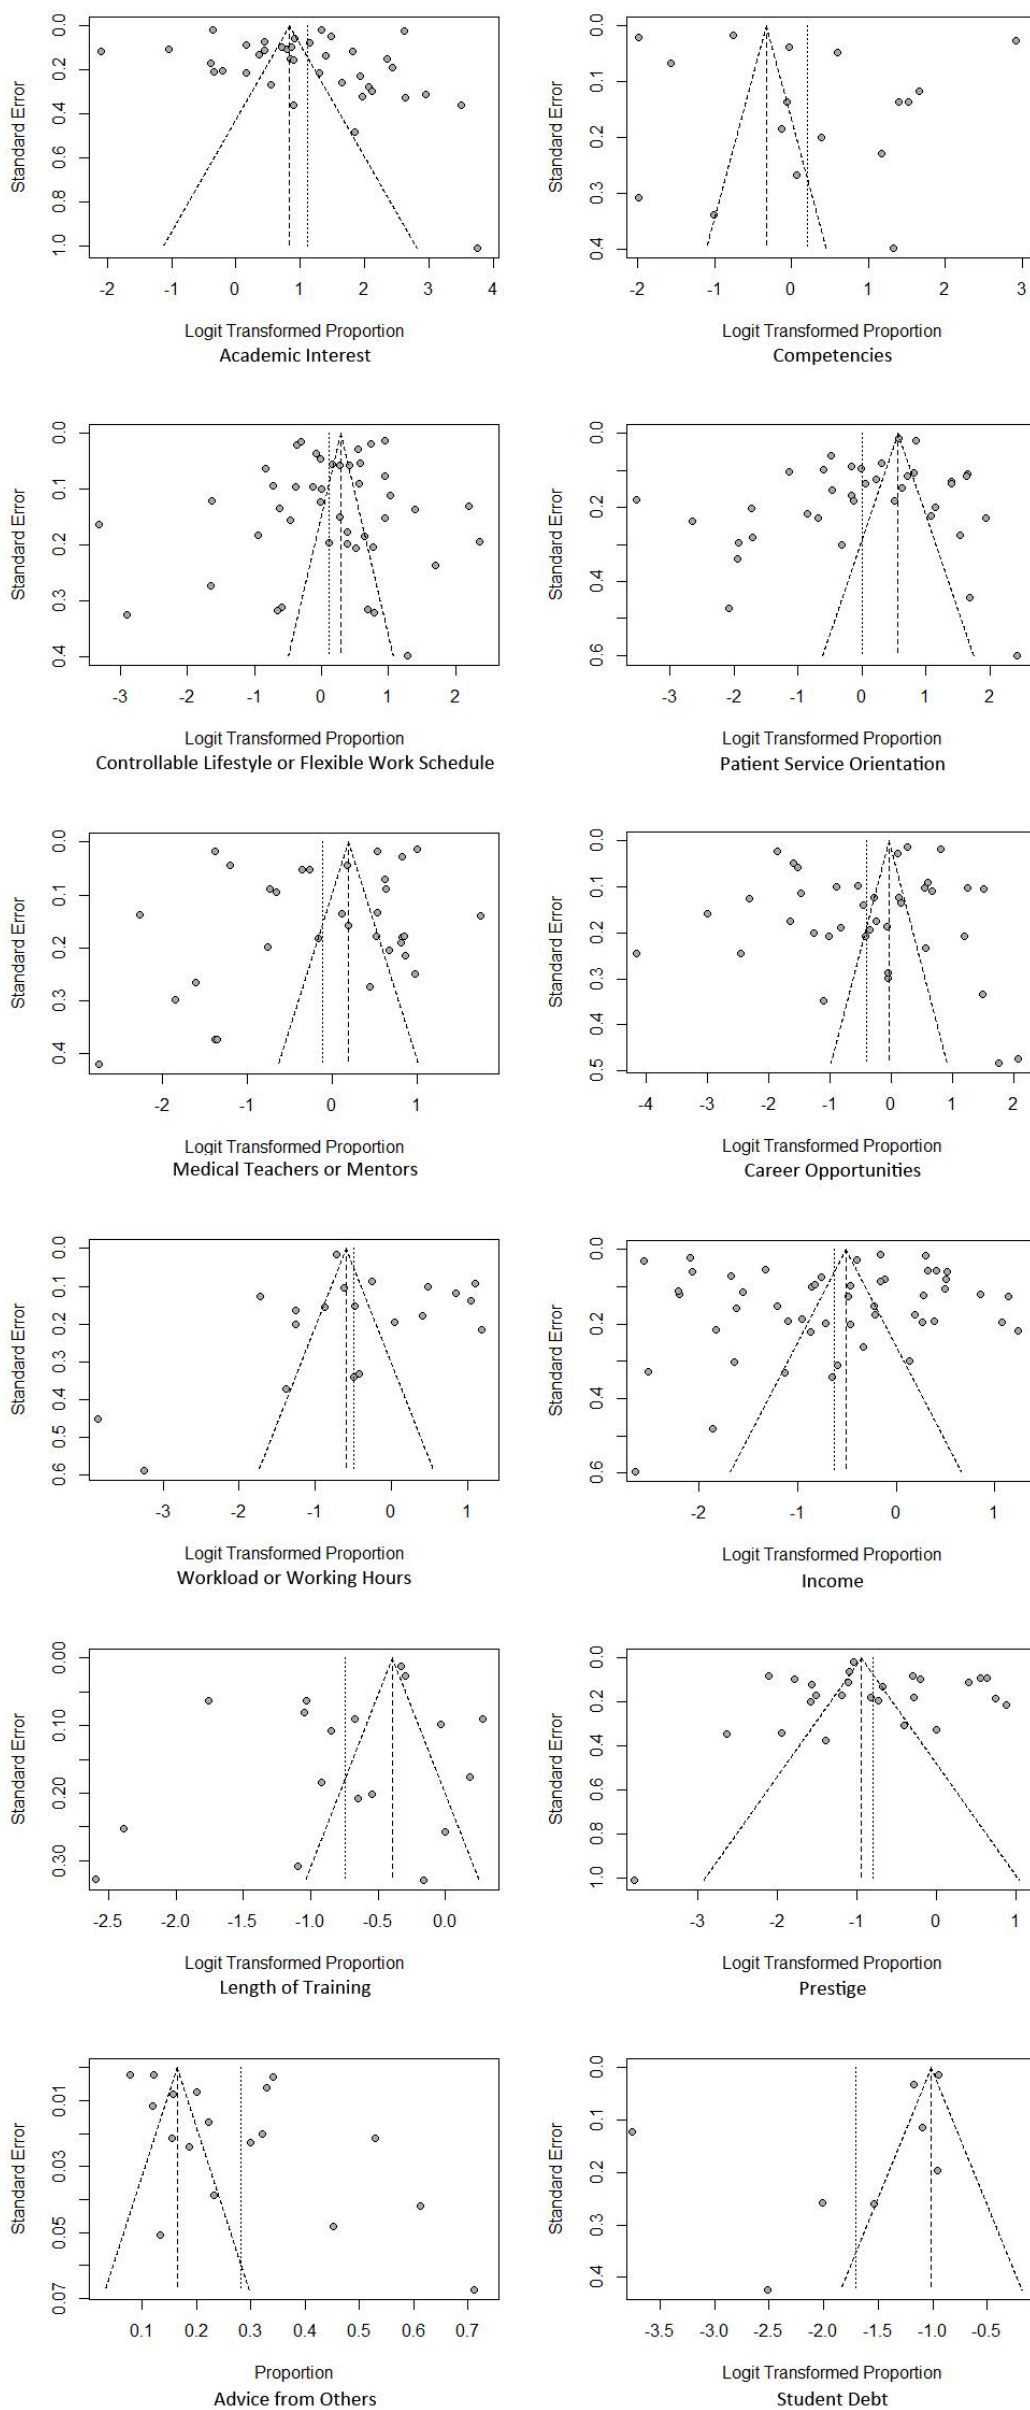 0.0 0.2 0.4 0.6 0.8 1.0
Standard Error
-2 -1 0 1 2 3 4
Logit Transformed Proportion
Academic Interest
0.0 0.1 0.2 0.3 0.4
Standard Error
-2 -1 0 1 2 3
Logit Transformed Proportion
Competencies
0.0 0.1 0.2 0.3 0.4
Standard Error
-3 -2 -1 0 1 2
Logit Transformed Proportion
Controllable Lifestyle or Flexible Work Schedule
0.0 0.2 0.4 0.6
Standard Error
-3 -2 -1 0 1 2
Logit Transformed Proportion
Patient Service Orientation
0.0 0.1 0.2 0.3 0.4
Standard Error
-2 -1 0 1
Logit Transformed Proportion
Medical Teachers or Mentors
0.0 0.1 0.2 0.3 0.4 0.5
Standard Error
-4 -3 -2 -1 0 1 2
Logit Transformed Proportion
Career Opportunities
0.0 0.1 0.2 0.3 0.4 0.5 0.6
Standard Error
-3 -2 -1 0 1
Logit Transformed Proportion
Workload or Working Hours
0.0 0.2 0.4 0.6
Standard Error
-2 -1 0 1
Logit Transformed Proportion
Income
0.00 0.10 0.20 0.30
Standard Error
-2.5 -2.0 -1.5 -1.0 -0.5 0.0
Logit Transformed Proportion
Length of Training
0.0 0.2 0.4 0.6 0.8 1.0
Standard Error
-3 -2 -1 0 1
Logit Transformed Proportion
Prestige
0.01 0.03 0.05 0.07
Standard Error
0.1 0.2 0.3 0.4 0.5 0.6 0.7
Proportion
Advice from Others
0.0 0.1 0.2 0.3 0.4
Standard Error
-3.5 -3.0 -2.5 -2.0 -1.5 -1.0 -0.5
Logit Transformed Proportion
Student Debt